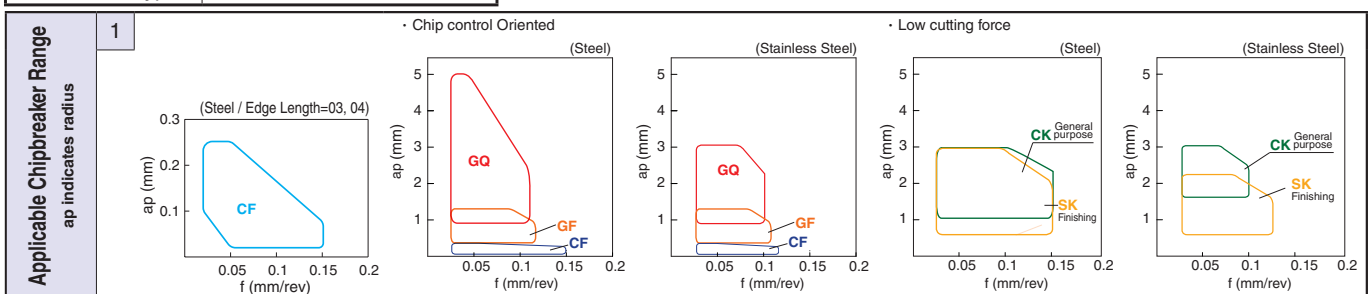 Applicable Chipbreaker Range
ap indicates radius
1
(Steel / Edge Length=03, 04)
0.3
0.2
0.1
ap (mm)
CF
0.05 0.1 0.15 0.2
f (mm/rev)
・Chip control Oriented
(Steel)
5
4
3
2
1
ap (mm)
GQ
GF
CF
0.05 0.1 0.15 0.2
f (mm/rev)
(Stainless Steel)
5
4
3
2
1
ap (mm)
GQ
GF
CF
0.05 0.1 0.15 0.2
f (mm/rev)
・Low cutting force
(Steel)
5
4
3
2
1
ap (mm)
CK General purpose
SK
Finishing
0.05 0.1 0.15 0.2
f (mm/rev)
(Stainless Steel)
5
4
3
2
1
ap (mm)
CK General purpose
SK
Finishing
0.05 0.1 0.15 0.2
f (mm/rev)